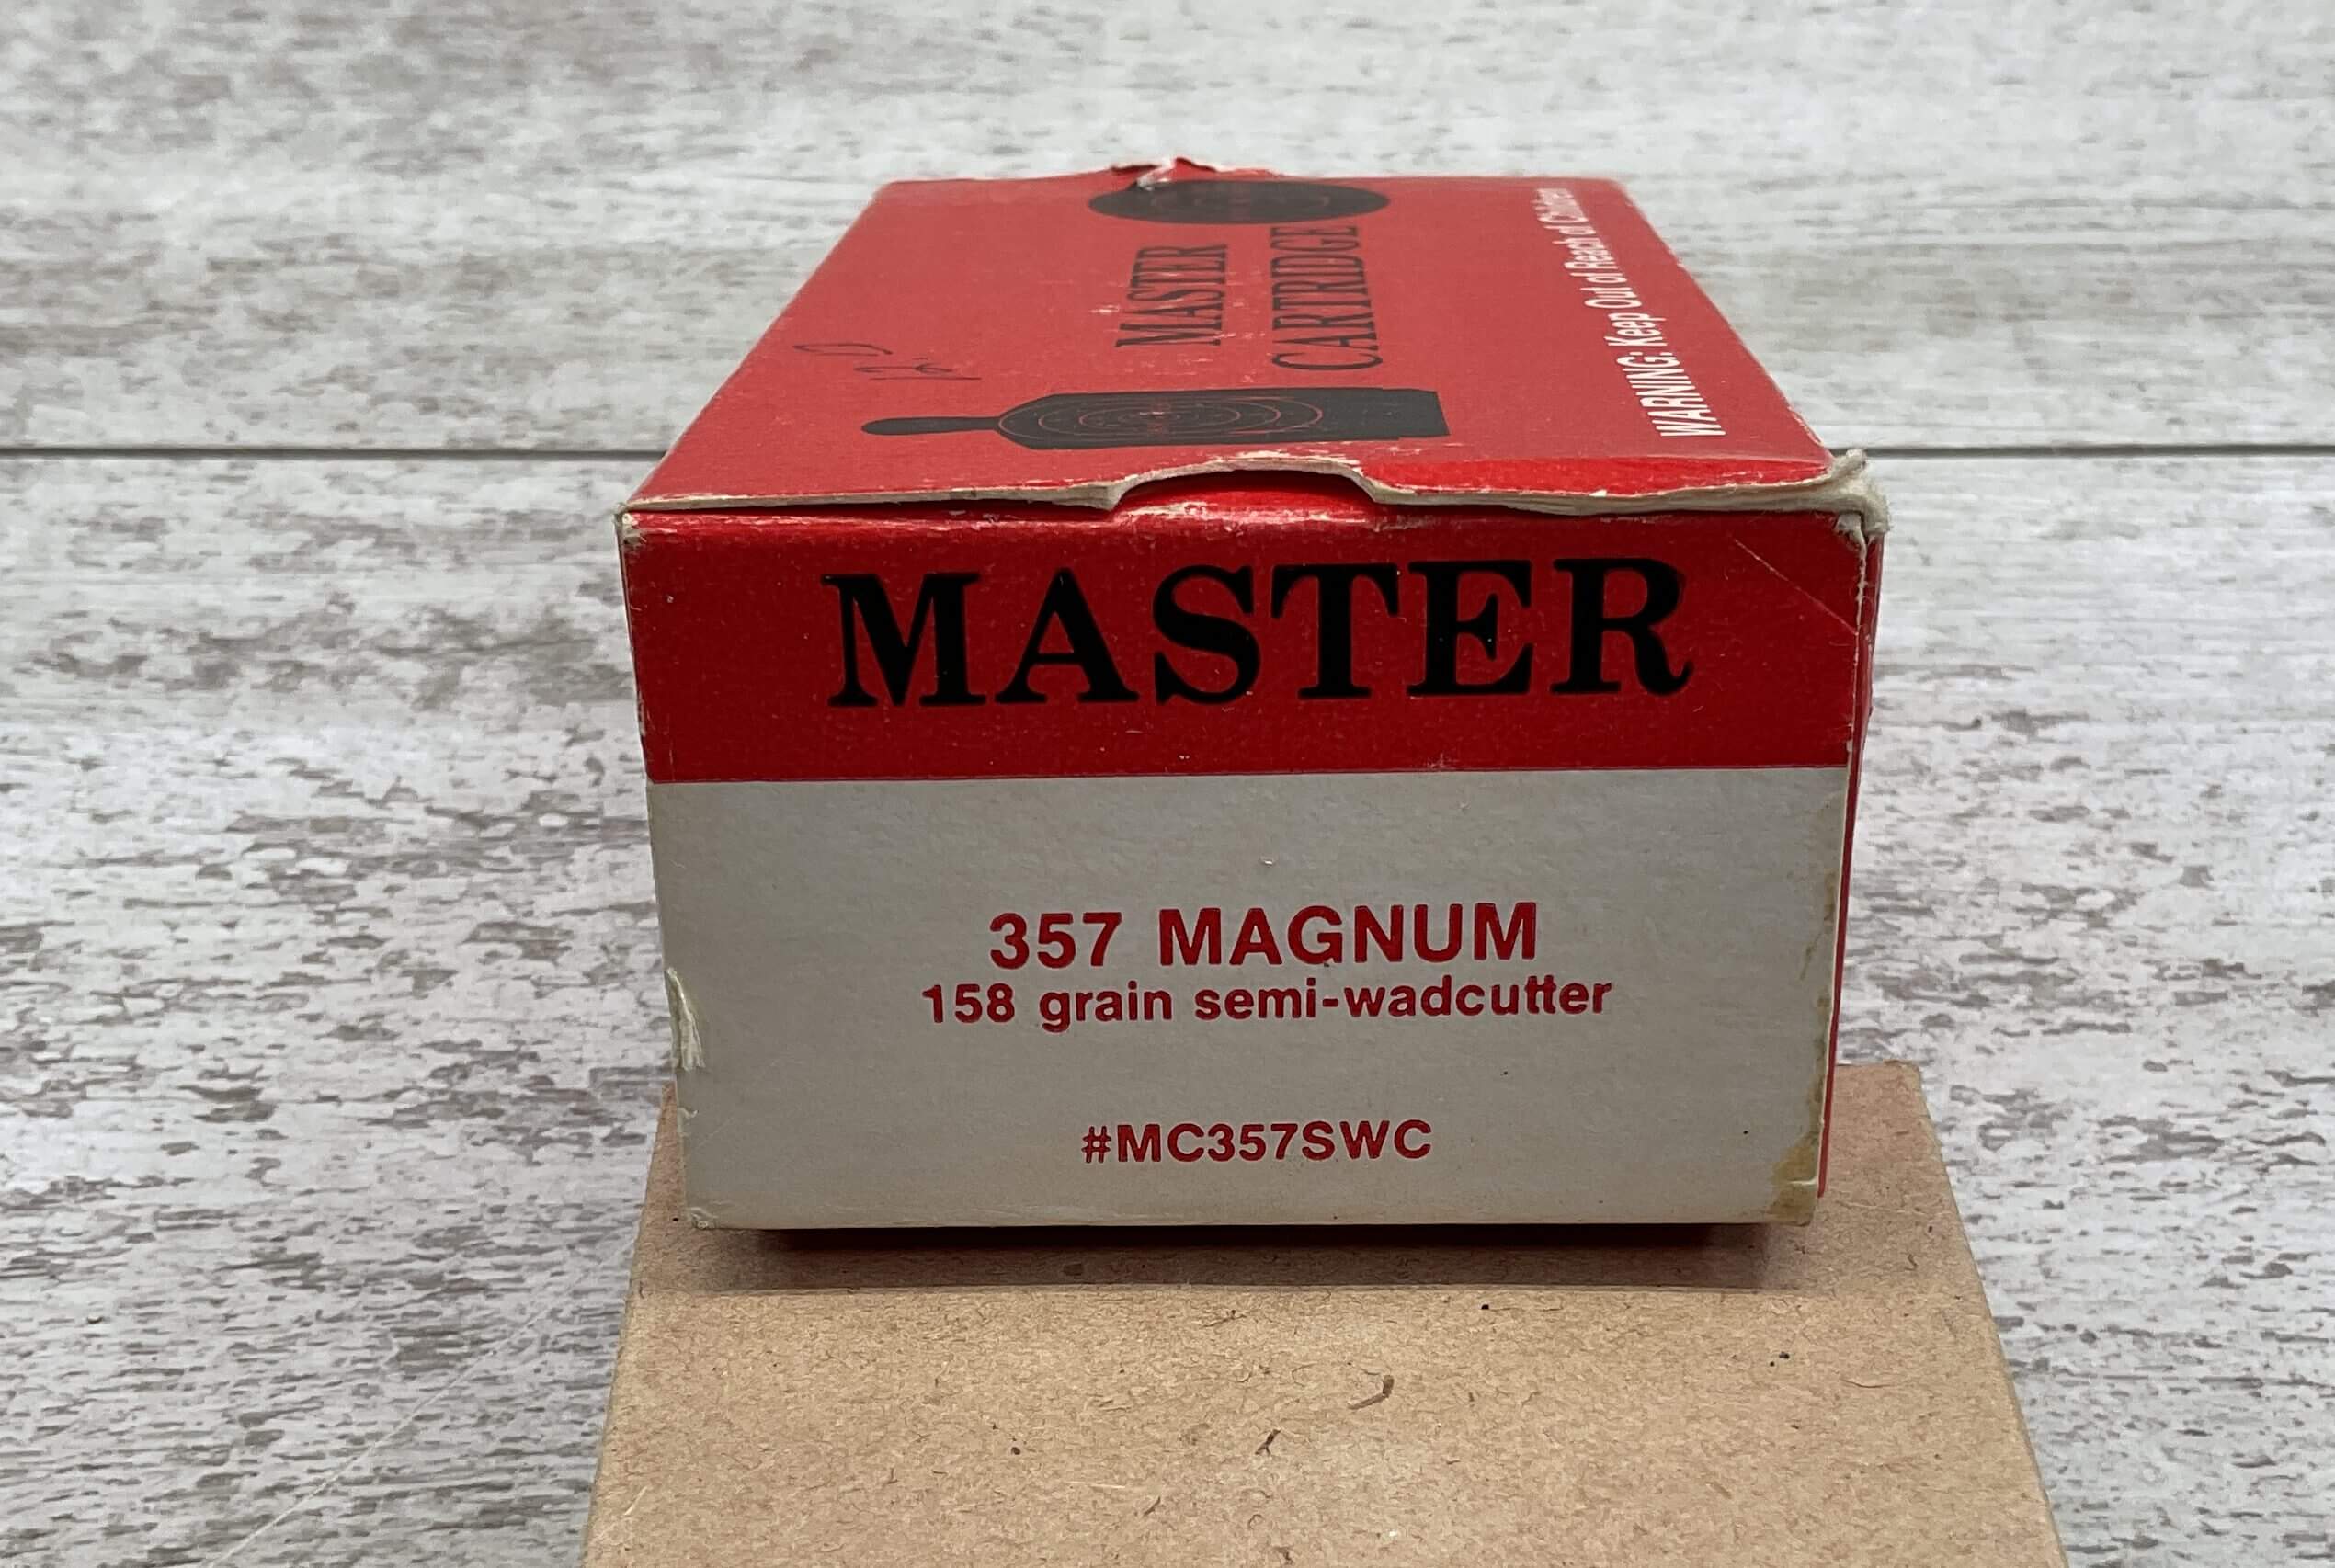 MASTER
CARTRIDGE
WARNING: Keep Out of Reach of Children
MASTER
357 MAGNUM
158 grain semi-wadcutter
#MC357SWC